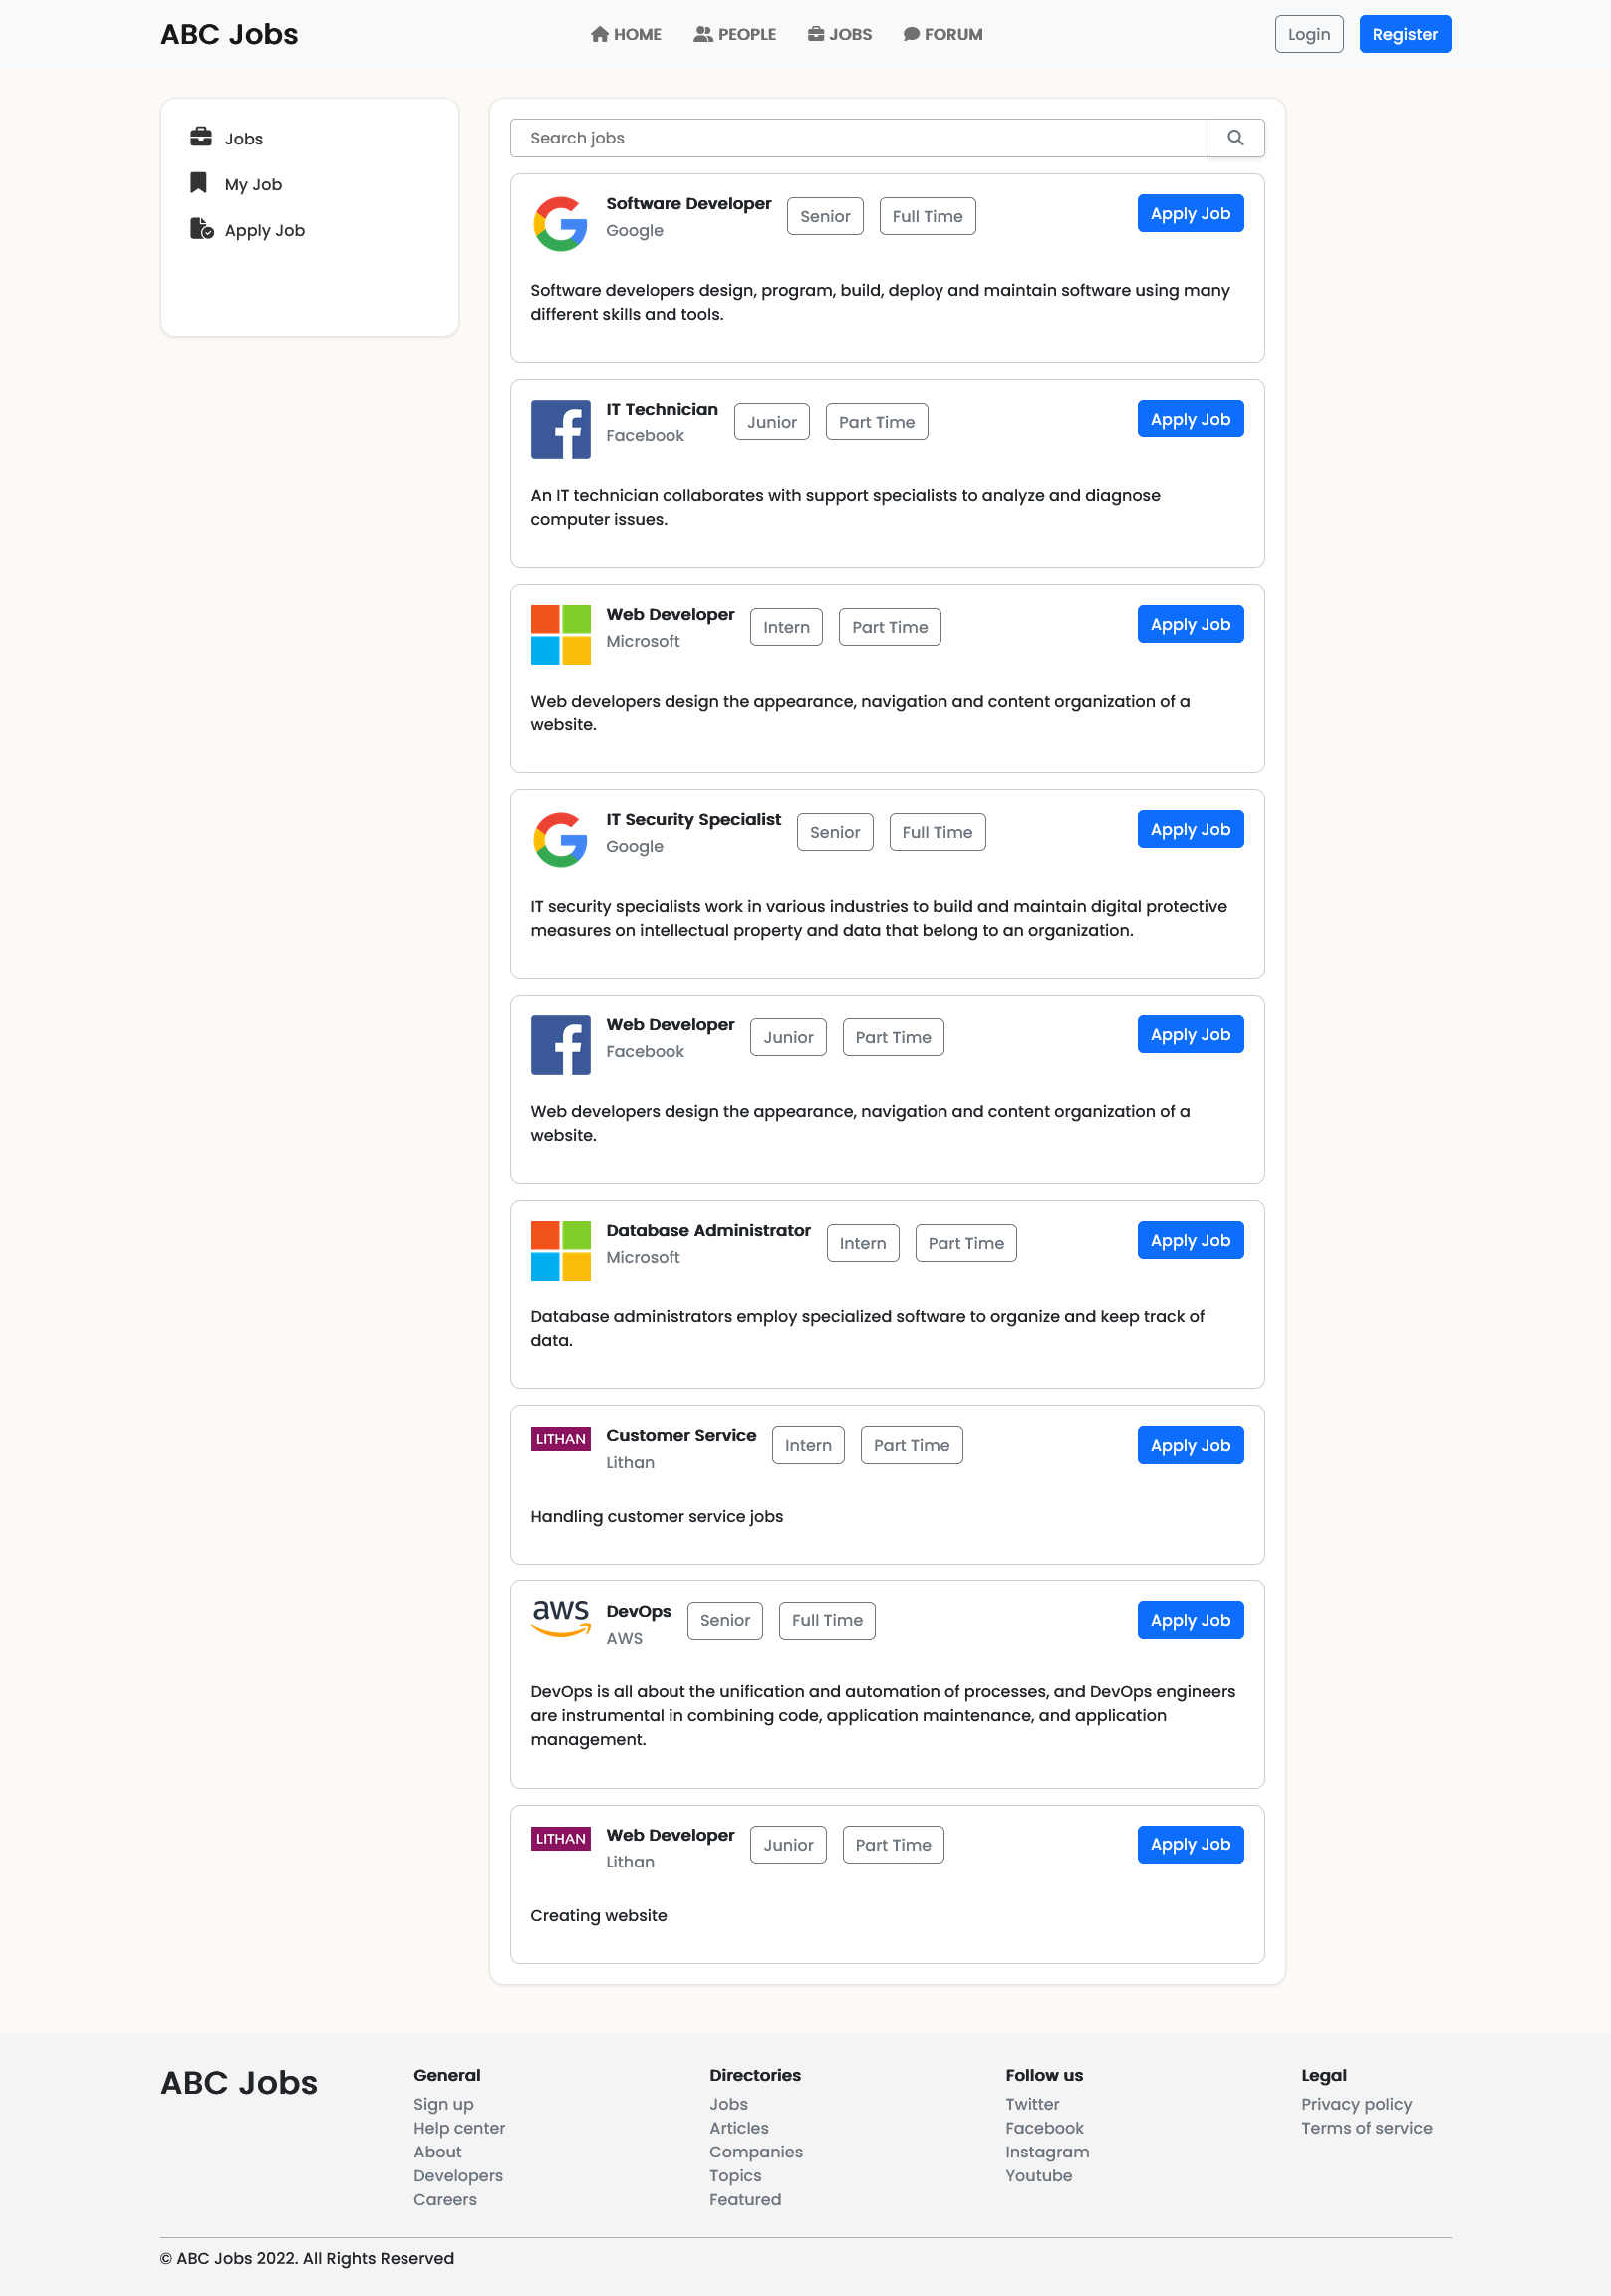 ABC Jobs
HOME
PEOPLE
JOBS
FORUM
Login
Register
Jobs
My Job
Apply Job
Search jobs
Software Developer
Google
Senior
Full Time
Apply Job
Software developers design, program, build, deploy and maintain software using many
different skills and tools.
IT Technician
Facebook
Junior
Part Time
Apply Job
An IT technician collaborates with support specialists to analyze and diagnose
computer issues.
Web Developer
Microsoft
Intern
Part Time
Apply Job
Web developers design the appearance, navigation and content organization of a
website.
IT Security Specialist
Google
Senior
Full Time
Apply Job
IT security specialists work in various industries to build and maintain digital protective
measures on intellectual property and data that belong to an organization.
Web Developer
Facebook
Junior
Part Time
Apply Job
Web developers design the appearance, navigation and content organization of a
website.
Database Administrator
Microsoft
Intern
Part Time
Apply Job
Database administrators employ specialized software to organize and keep track of
data.
LITHAN
Customer Service
Lithan
Intern
Part Time
Apply Job
Handling customer service jobs
aws
DevOps
AWS
Senior
Full Time
Apply Job
DevOps is all about the unification and automation of processes, and DevOps engineers
are instrumental in combining code, application maintenance, and application
management.
LITHAN
Web Developer
Lithan
Junior
Part Time
Apply Job
Creating website
ABC Jobs
General
Sign up
Help center
About
Developers
Careers
Directories
Jobs
Articles
Companies
Topics
Featured
Follow us
Twitter
Facebook
Instagram
Youtube
Legal
Privacy policy
Terms of service
© ABC Jobs 2022. All Rights Reserved